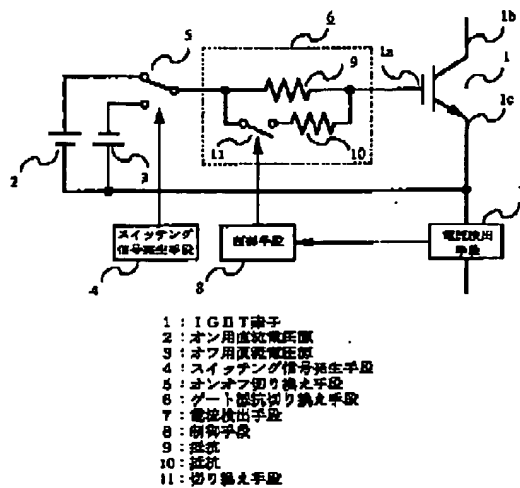 6
5
9
1a
1b
1
1c
11
10
2
3
スイッチング
信号発生手段
制御手段
電流検出
手段
4
8
1：IGBT素子
2：オン用直流電圧源
3：オフ用直流電圧源
4：スイッチング信号発生手段
5：オンオフ切り換え手段
6：ゲート抵抗切り換え手段
7：電流検出手段
8：制御手段
9：抵抗
10：抵抗
11：切り換え手段